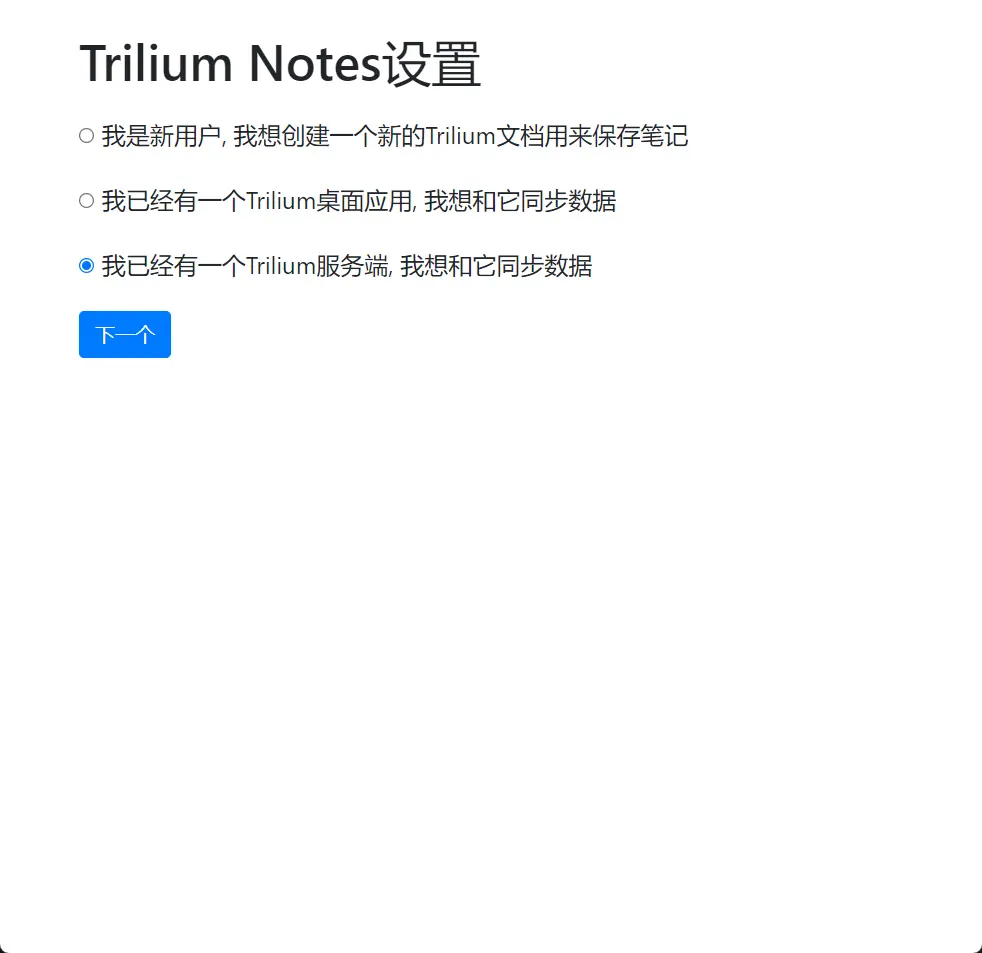 Trilium Notes设置
我是新用户, 我想创建一个新的Trilium文档用来保存笔记
我已经有一个Trilium桌面应用, 我想和它同步数据
我已经有一个Trilium服务端, 我想和它同步数据
下一个